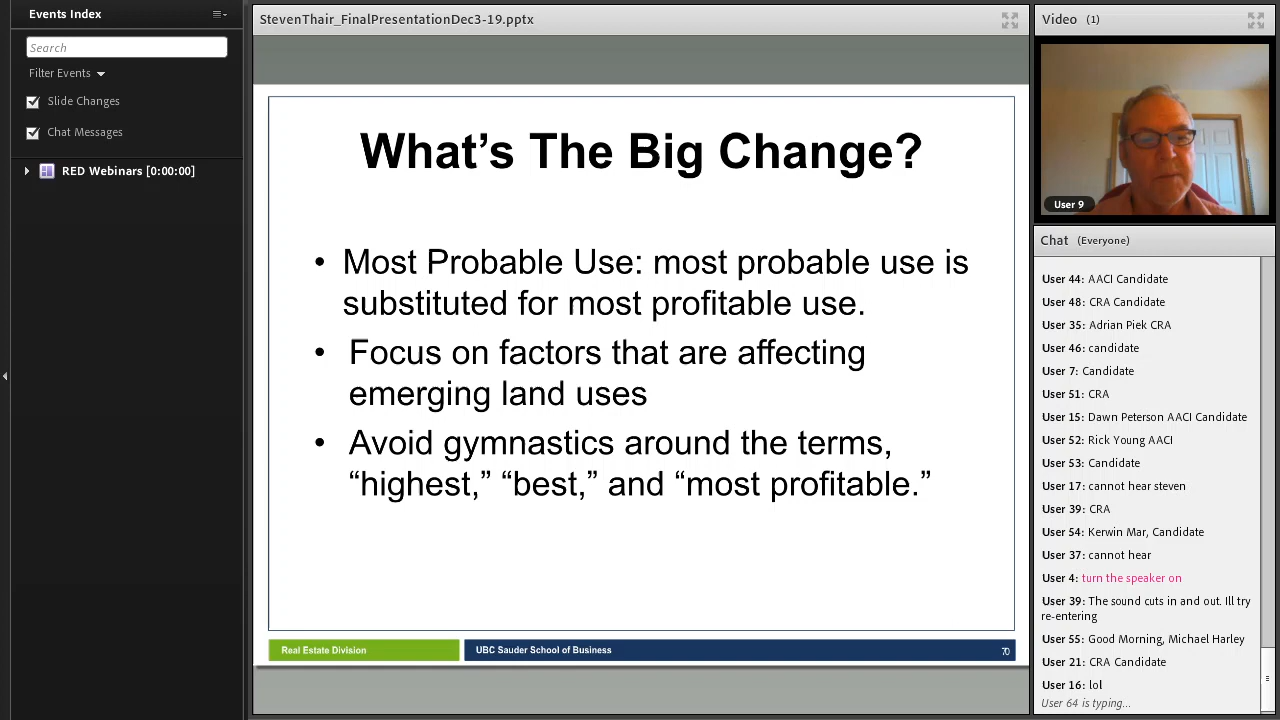 Events Index
Search
Filter Events
Slide Changes
Chat Messages
RED Webinars [0:00:00]
StevenThair_FinalPresentationDec3-19.pptx
What’s The Big Change?
• Most Probable Use: most probable use is
substituted for most profitable use.
• Focus on factors that are affecting
emerging land uses
• Avoid gymnastics around the terms,
“highest,” “best,” and “most profitable.”
Real Estate Division
UBC Sauder School of Business
70
Video (1)
User 9
Chat (Everyone)
User 44: AACI Candidate
User 48: CRA Candidate
User 35: Adrian Piek CRA
User 46: candidate
User 7: Candidate
User 51: CRA
User 15: Dawn Peterson AACI Candidate
User 52: Rick Young AACI
User 53: Candidate
User 17: cannot hear steven
User 39: CRA
User 54: Kerwin Mar, Candidate
User 37: cannot hear
User 4: turn the speaker on
User 39: The sound cuts in and out. Ill try
re-entering
User 55: Good Morning, Michael Harley
User 21: CRA Candidate
User 16: lol
User 64 is typing...